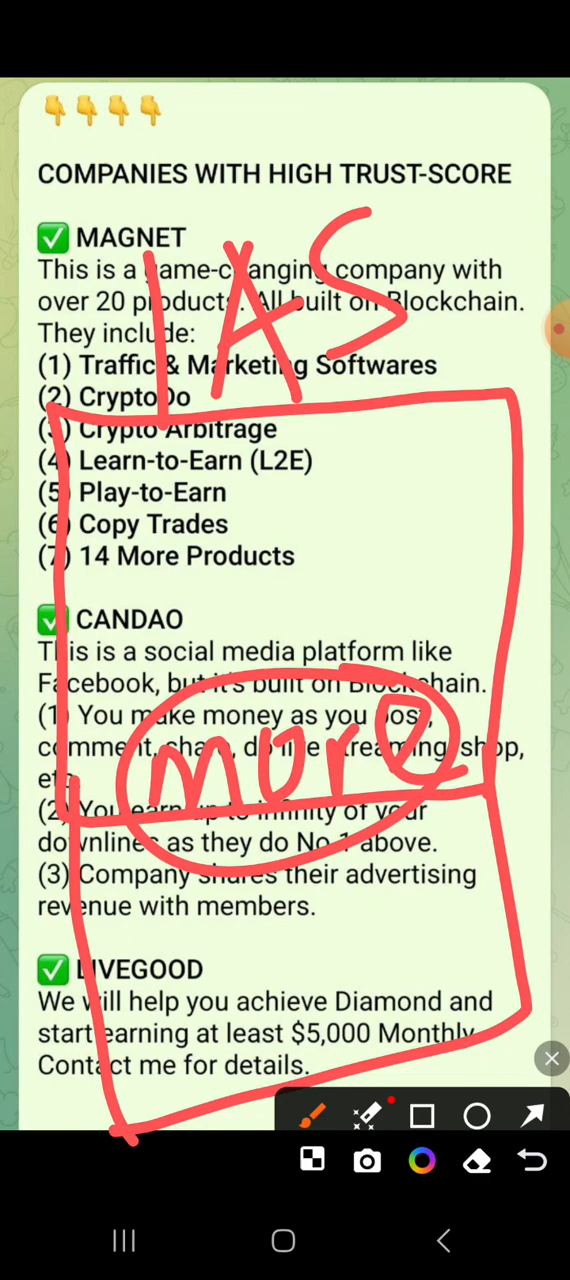 👇👇👇👇
COMPANIES WITH HIGH TRUST-SCORE
✅ MAGNET
This is a game-changing company with
over 20 products. All built on Blockchain.
They include:
(1) Traffic & Marketing Softwares
(2) CryptoDo
(3) Crypto Arbitrage
(4) Learn-to-Earn (L2E)
(5) Play-to-Earn
(6) Copy Trades
(7) 14 More Products
✅ CANDAO
This is a social media platform like
Facebook, but it's built on Blockchain.
(1) You make money as you post,
comment, share, do live streaming, shop,
etc.
(2) You earn up to infinity of your
downlines as they do No 1 above.
(3) Company shares their advertising
revenue with members.
✅ LIVEGOOD
We will help you achieve Diamond and
start earning at least $5,000 Monthly.
Contact me for details.
IAS
more